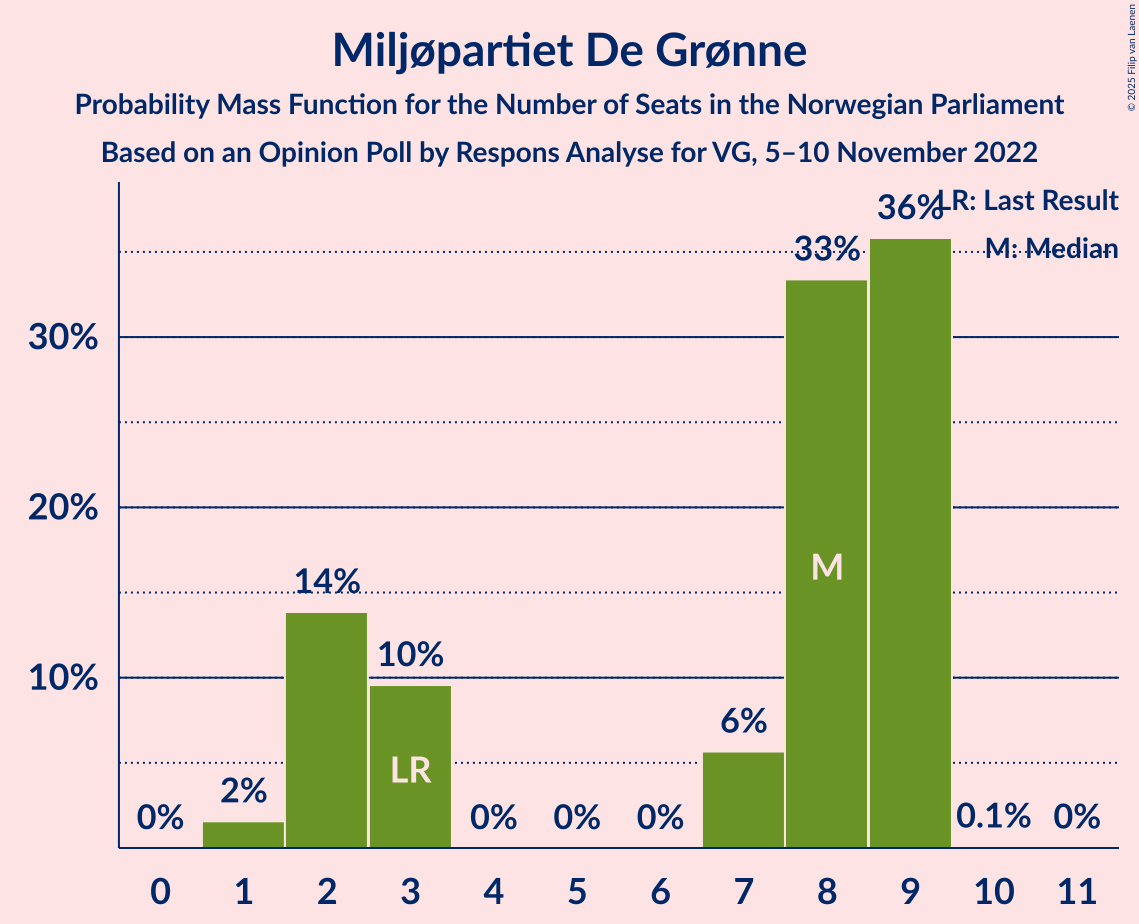 Miljøpartiet De Grønne
Probability Mass Function for the Number of Seats in the Norwegian Parliament
Based on an Opinion Poll by Respons Analyse for VG, 5–10 November 2022
© 2025 Filip van Laenen
LR: Last Result
M: Median
36%
33%
30%
20%
M
14%
10%
10%
6%
LR
2%
0%
0%
0%
0%
0.1%
0%
0 1 2 3 4 5 6 7 8 9 10 11